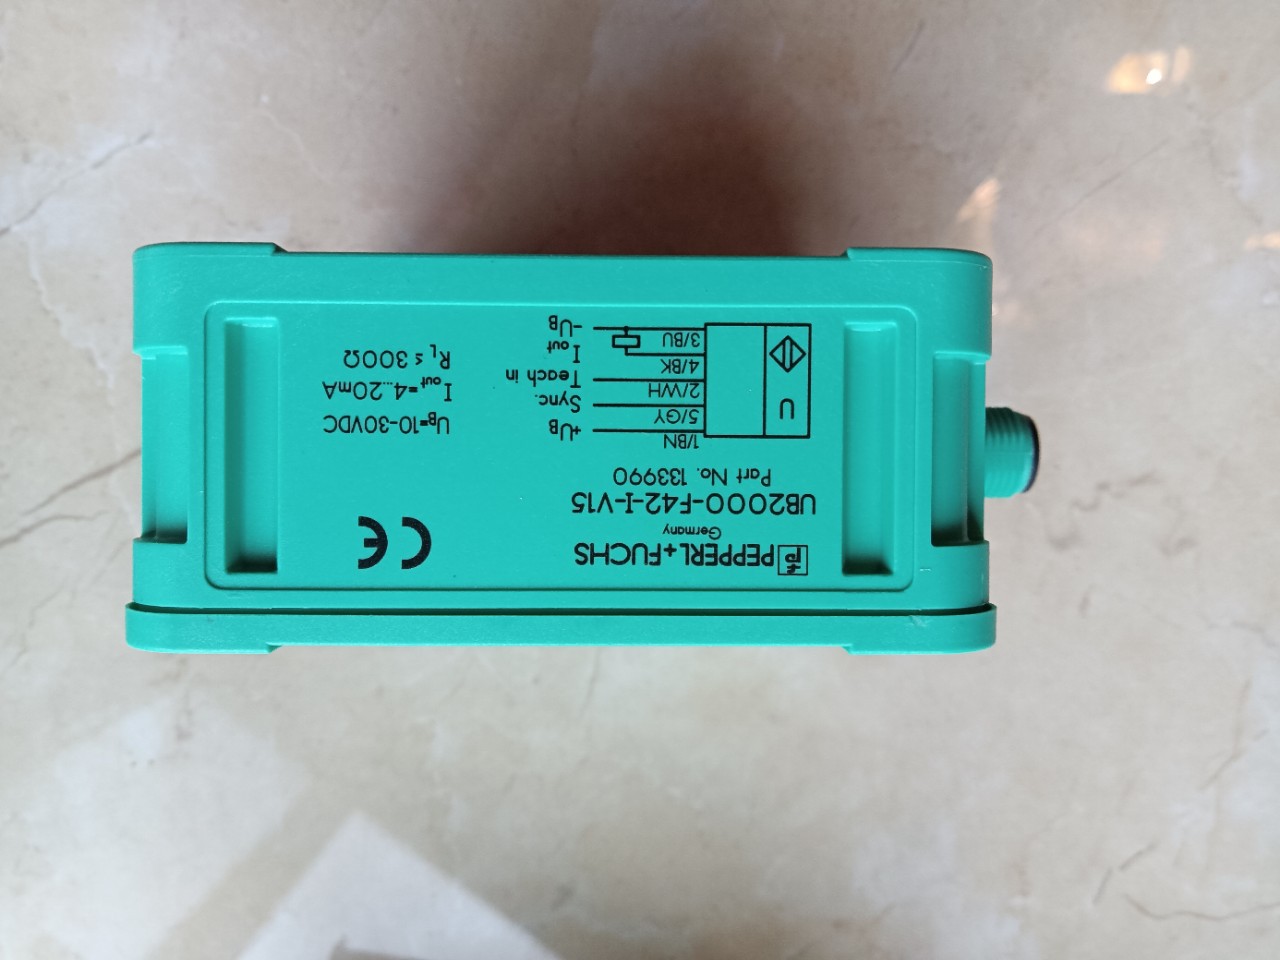 PEPPERL+FUCHS
Germany
CE
UB2000-F42-I-V15
Part No. 133990
1/BN
+UB
5/GY
Sync.
2/WH
Teach in
4/BK
I out
3/BU
-UB
U
UB=10-30VDC
Iout=4...20mA
RL ≤ 300Ω